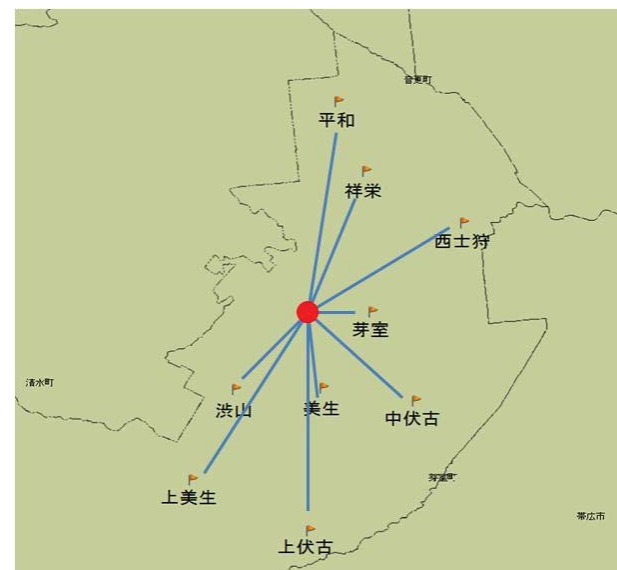 音更町
平和
祥栄
西士狩
芽室
清水町
渋山
美生
中伏古
芽室町
上美生
帯広市
上伏古